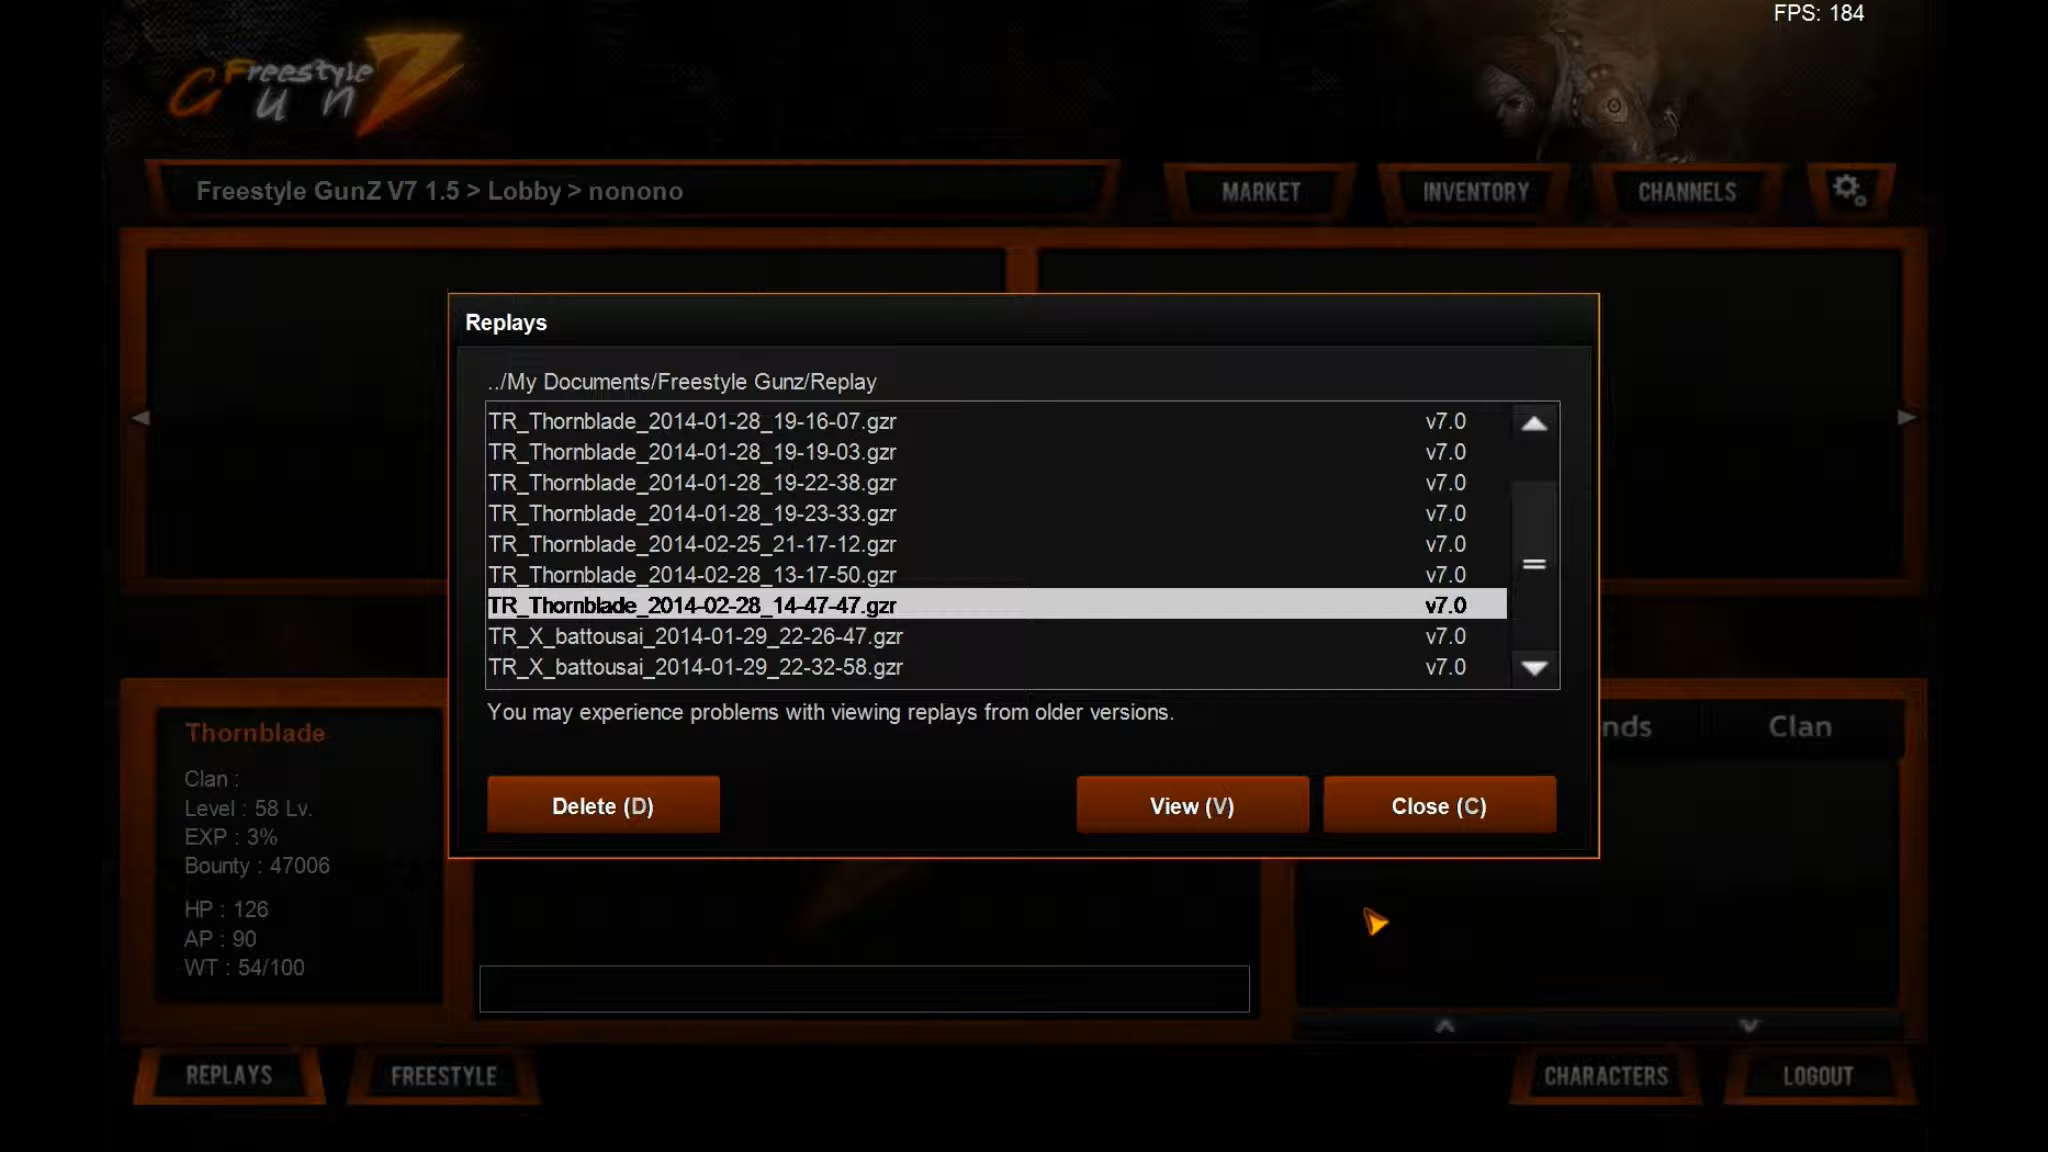 FPS: 184
Freestyle GunZ
Freestyle GunZ V7 1.5 > Lobby > nonono
MARKET
INVENTORY
CHANNELS
Replays
../My Documents/Freestyle Gunz/Replay
TR_Thornblade_2014-01-28_19-16-07.gzr v7.0
TR_Thornblade_2014-01-28_19-19-03.gzr v7.0
TR_Thornblade_2014-01-28_19-22-38.gzr v7.0
TR_Thornblade_2014-01-28_19-23-33.gzr v7.0
TR_Thornblade_2014-02-25_21-17-12.gzr v7.0
TR_Thornblade_2014-02-28_13-17-50.gzr v7.0
TR_Thornblade_2014-02-28_14-47-47.gzr v7.0
TR_X_battousai_2014-01-29_22-26-47.gzr v7.0
TR_X_battousai_2014-01-29_22-32-58.gzr v7.0
You may experience problems with viewing replays from older versions.
Delete (D)
View (V)
Close (C)
Thornblade
Clan :
Level : 58 Lv.
EXP : 3%
Bounty : 47006
HP : 126
AP : 90
WT : 54/100
nds
Clan
REPLAYS
FREESTYLE
CHARACTERS
LOGOUT